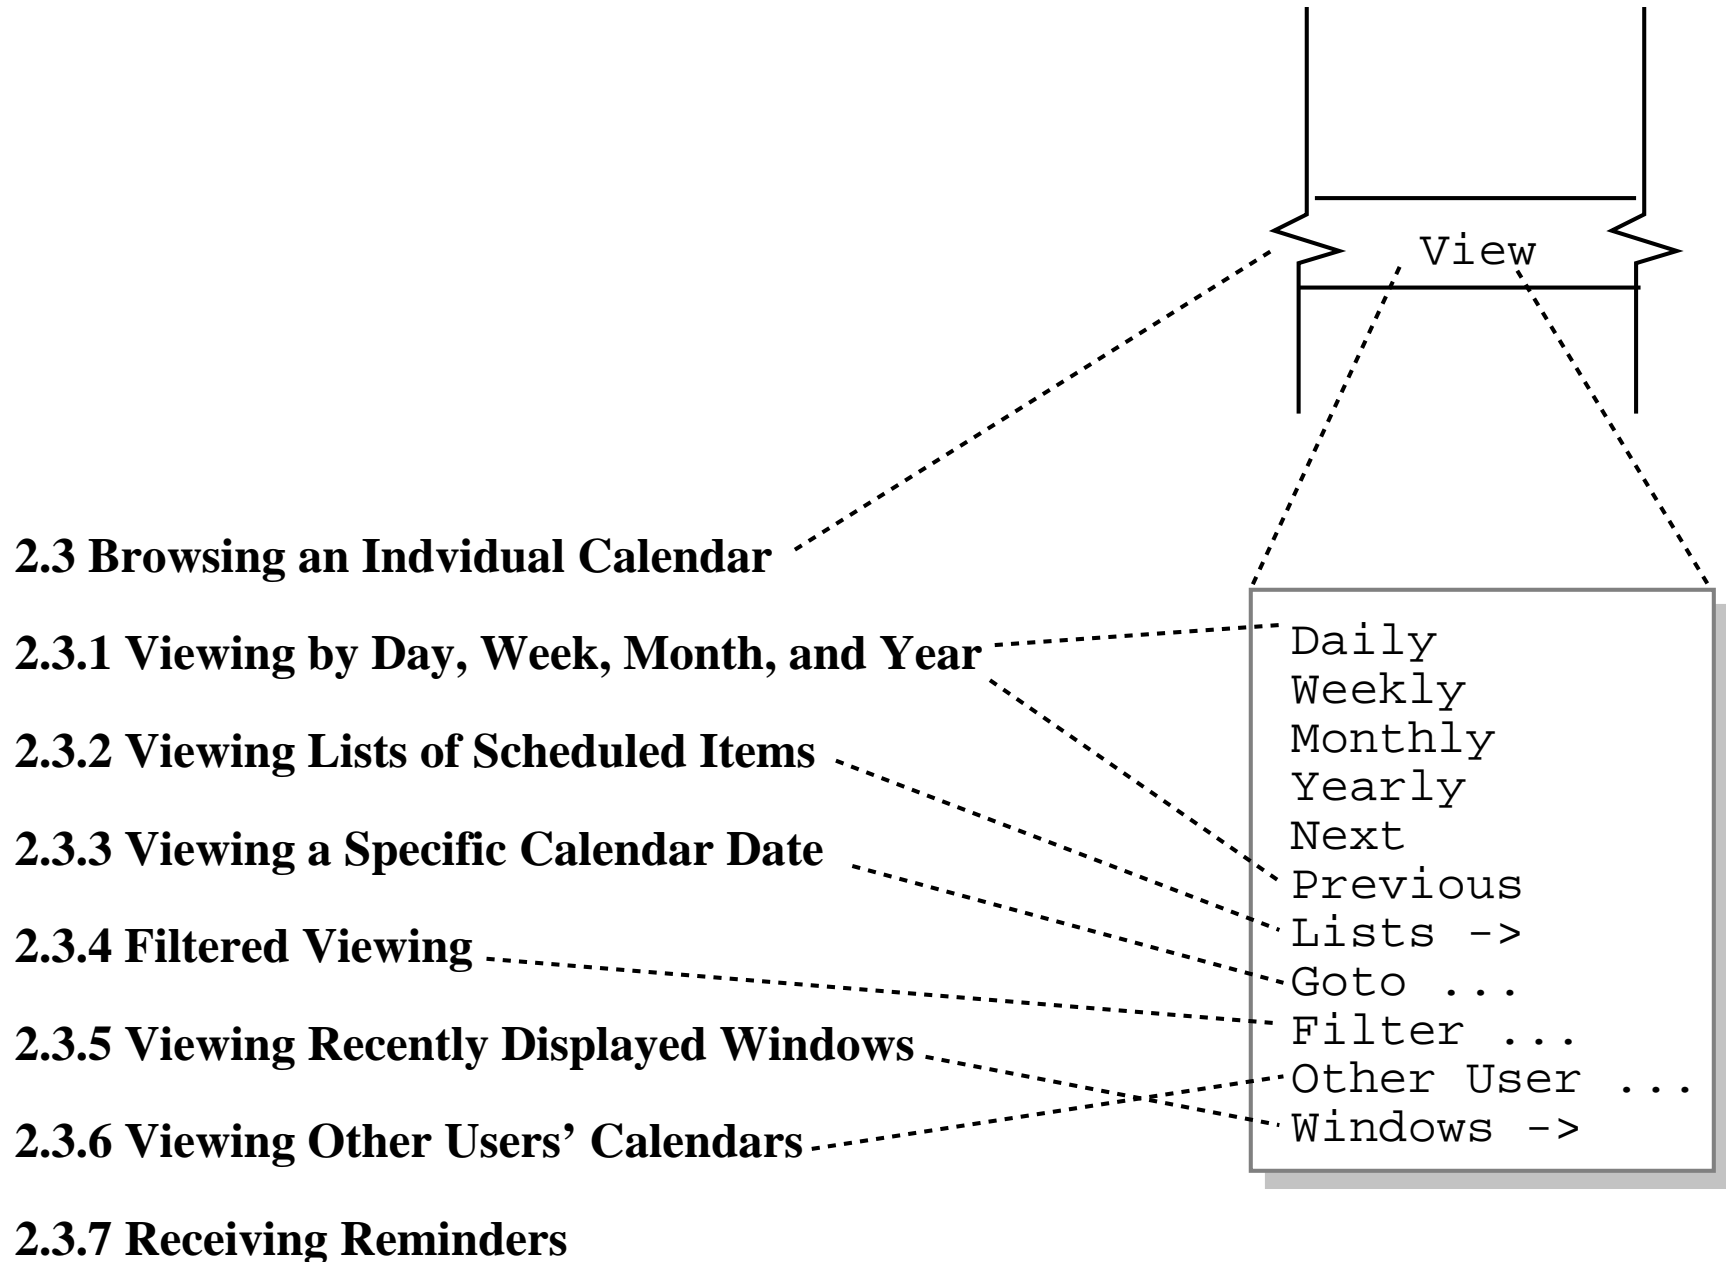 View
2.3 Browsing an Indvidual Calendar
2.3.1 Viewing by Day, Week, Month, and Year
2.3.2 Viewing Lists of Scheduled Items
2.3.3 Viewing a Specific Calendar Date
2.3.4 Filtered Viewing
2.3.5 Viewing Recently Displayed Windows
2.3.6 Viewing Other Users’ Calendars
2.3.7 Receiving Reminders
Daily
Weekly
Monthly
Yearly
Next
Previous
Lists ->
Goto ...
Filter ...
Other User ...
Windows ->